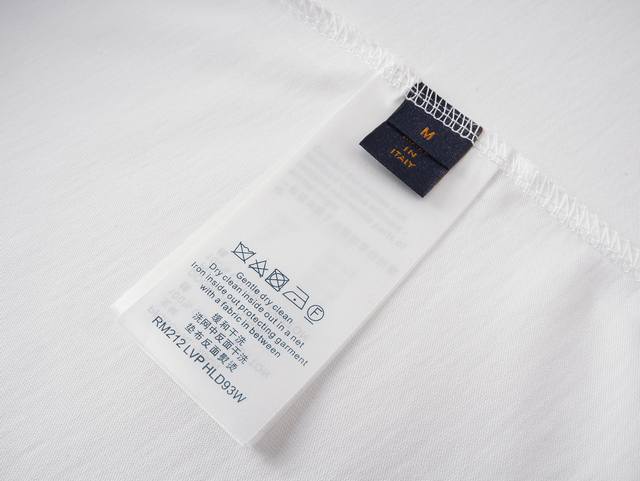 M
IN
ITALY
F
Gentle dry clean
Dry clean inside out in a net
Iron inside out protecting garment
with a fabric in between
缓和干洗
洗网中反面干洗
垫布反面熨烫
RM212 LVP HLD93W